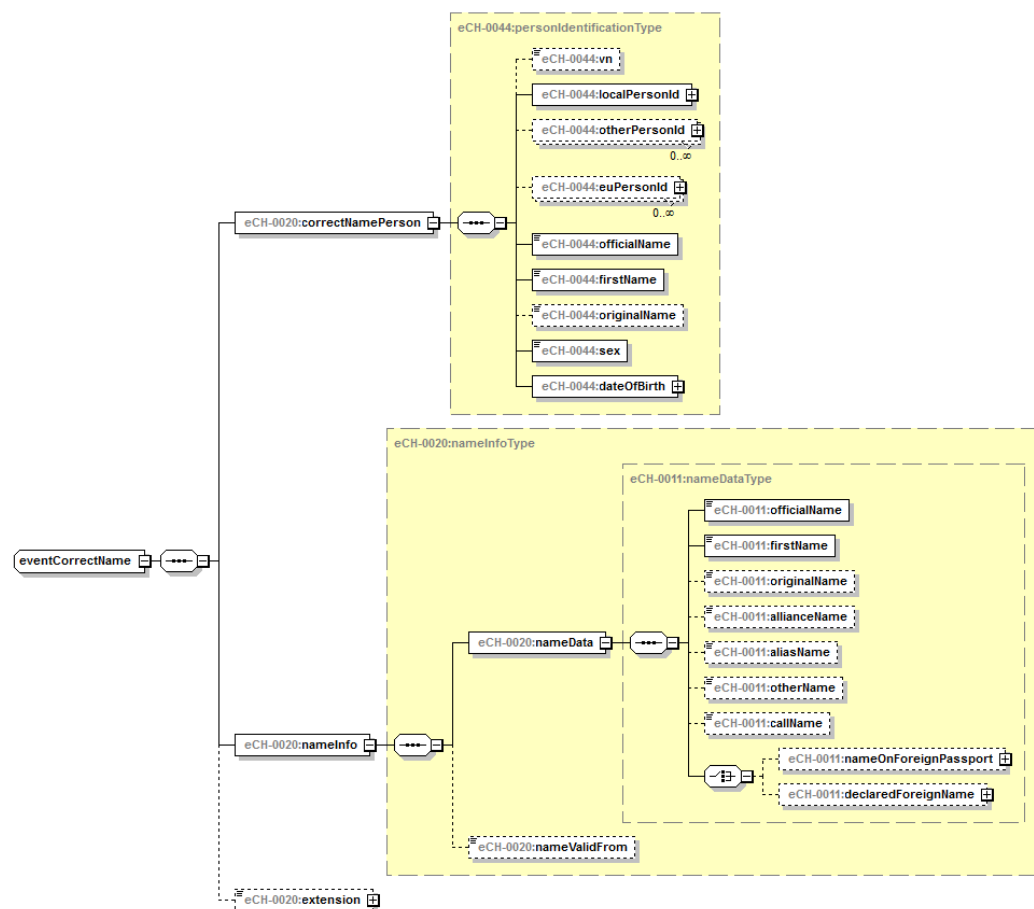 eCH-0044:personIdentificationType
eCH-0044:vn
eCH-0044:localPersonId
eCH-0044:otherPersonId
0..∞
eCH-0044:euPersonId
0..∞
eCH-0020:correctNamePerson
eCH-0044:officialName
eCH-0044:firstName
eCH-0044:originalName
eCH-0044:sex
eCH-0044:dateOfBirth
eCH-0020:nameInfoType
eCH-0011:nameDataType
eCH-0011:officialName
eCH-0011:firstName
eventCorrectName
eCH-0011:originalName
eCH-0011:allianceName
eCH-0020:nameData
eCH-0011:aliasName
eCH-0011:otherName
eCH-0011:callName
eCH-0020:nameInfo
eCH-0011:nameOnForeignPassport
eCH-0011:declaredForeignName
eCH-0020:nameValidFrom
eCH-0020:extension